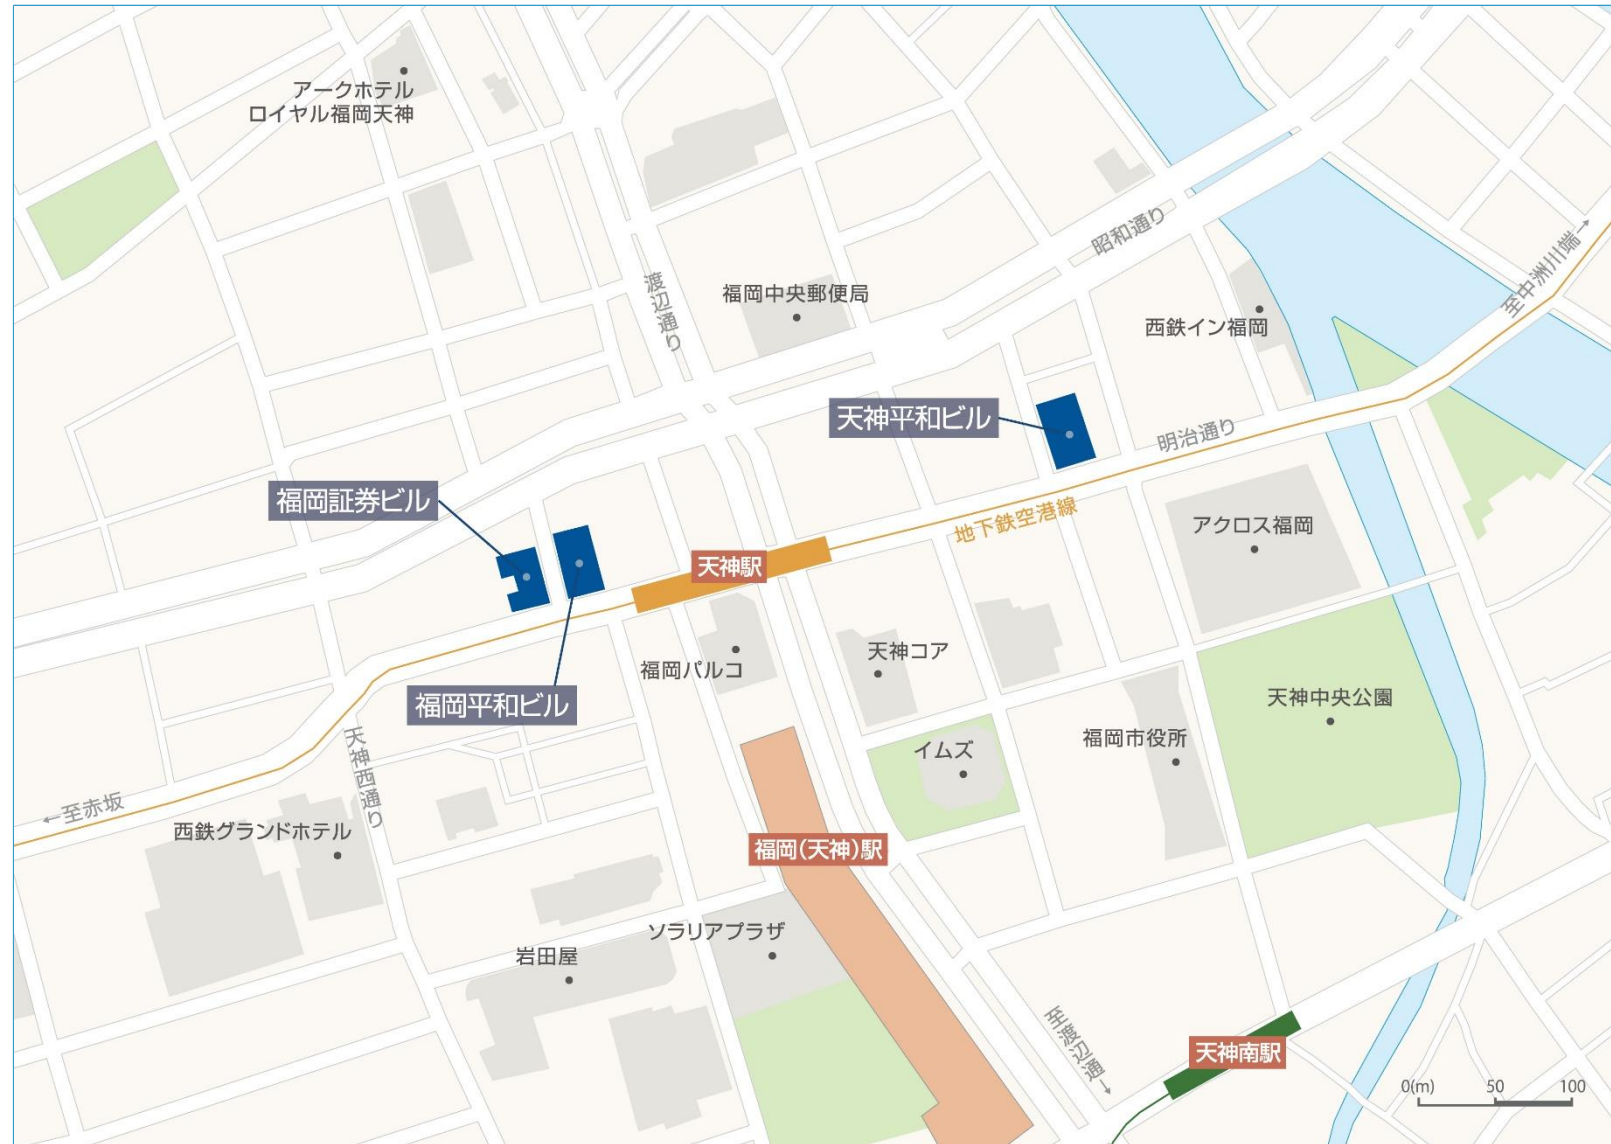 アークホテル
ロイヤル福岡天神
渡辺通り
福岡中央郵便局
昭和通り
至中洲三端→
西鉄イン福岡
天神平和ビル
明治通り
福岡証券ビル
地下鉄空港線
アクロス福岡
天神駅
福岡パルコ
天神コア
福岡平和ビル
天神中央公園
天神西通り
イムズ
福岡市役所
←至赤坂
西鉄グランドホテル
福岡(天神)駅
ソラリアプラザ
岩田屋
至渡辺通→
天神南駅
0(m) 50 100